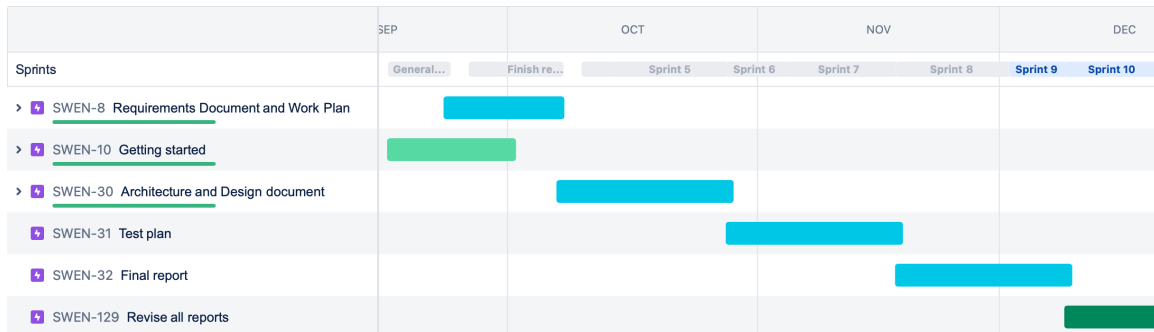 SEP OCT NOV DEC
Sprints General... Finish re... Sprint 5 Sprint 6 Sprint 7 Sprint 8 Sprint 9 Sprint 10
SWEN-8 Requirements Document and Work Plan
SWEN-10 Getting started
SWEN-30 Architecture and Design document
SWEN-31 Test plan
SWEN-32 Final report
SWEN-129 Revise all reports